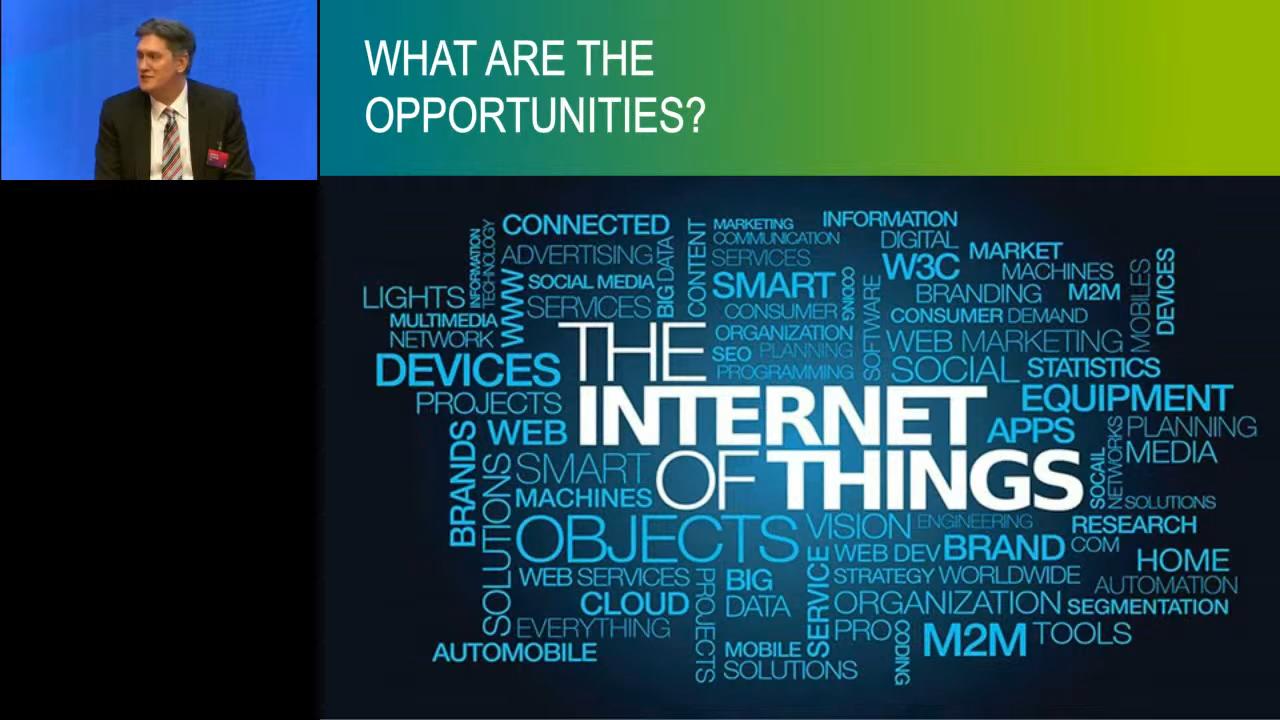 WHAT ARE THE
OPPORTUNITIES?
CONNECTED
MARKETING
INFORMATION
INFORMATION
TECHNOLOGY
ADVERTISING
BIG DATA
CONTENT
COMMUNICATION
DIGITAL
MARKET
SERVICES
W3C
MACHINES
MOBILES
DEVICES
WWW
SOCIAL MEDIA
SMART
CODING
SOFTWARE
BRANDING
M2M
LIGHTS
SERVICES
CONSUMER
CONSUMER DEMAND
MULTIMEDIA
NETWORK
THE
ORGANIZATION
WEB MARKETING
SEO PLANNING
PROGRAMMING
SOCIAL
STATISTICS
DEVICES
INTERNET
EQUIPMENT
PROJECTS
WEB
APPS
PLANNING
BRANDS
SOLUTIONS
SMART
OF THINGS
SOCAIL
NETWORKS
MEDIA
MACHINES
SOLUTIONS
OBJECTS
VISION
ENGINEERING
RESEARCH
SERVICE
WEB DEV
BRAND
COM
HOME
WEB SERVICES
PROJECTS
BIG
DATA
STRATEGY
WORLDWIDE
AUTOMATION
CLOUD
ORGANIZATION
SEGMENTATION
EVERYTHING
PRO
CODING
M2M
TOOLS
AUTOMOBILE
MOBILE
SOLUTIONS